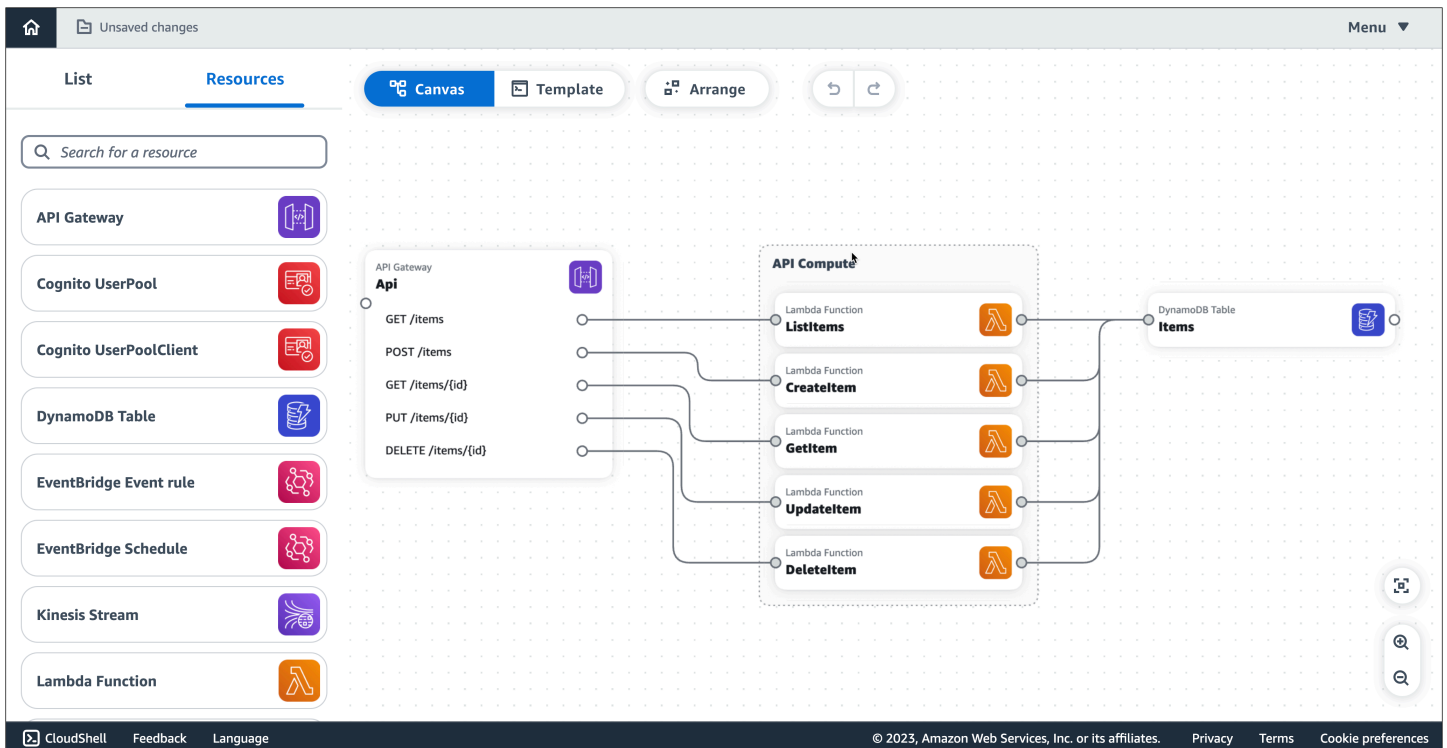 Unsaved changes
Menu
List
Resources
Canvas
Template
Arrange
Search for a resource
API Gateway
Cognito UserPool
Cognito UserPoolClient
DynamoDB Table
EventBridge Event rule
EventBridge Schedule
Kinesis Stream
Lambda Function
API Gateway
Api
GET /items
POST /items
GET /items/{id}
PUT /items/{id}
DELETE /items/{id}
API Compute
Lambda Function
ListItems
Lambda Function
CreateItem
Lambda Function
GetItem
Lambda Function
UpdateItem
Lambda Function
DeleteItem
DynamoDB Table
Items
CloudShell
Feedback
Language
© 2023, Amazon Web Services, Inc. or its affiliates.
Privacy
Terms
Cookie preferences